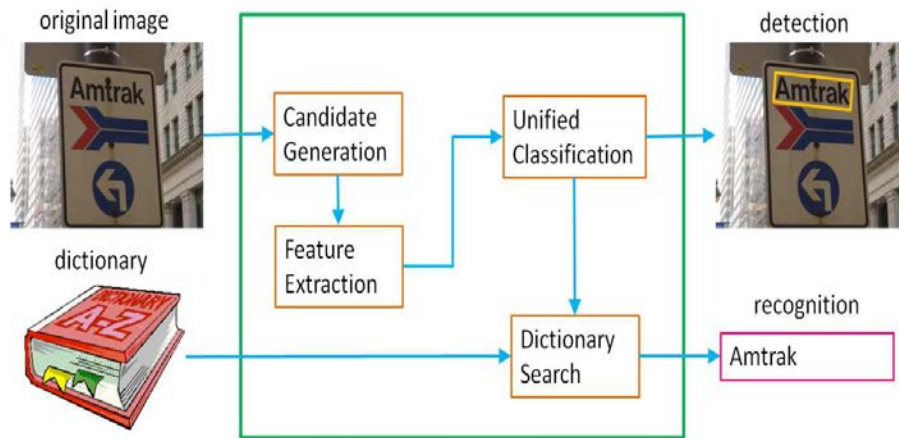 original image
detection
Amtrak
Amtrak
Candidate
Generation
Unified
Classification
Feature
Extraction
dictionary
DICTIONARY
A-Z
recognition
Dictionary
Search
Amtrak